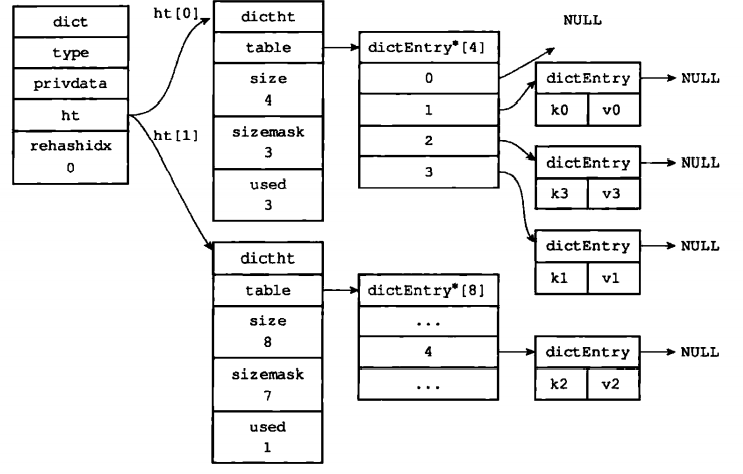 dict
type
privdata
ht
rehashidx
0
ht[0]
ht[1]
dictht
table
size
4
sizemask
3
used
3
dictEntry*[4]
0
1
2
3
NULL
dictEntry
NULL
k0 v0
dictEntry
NULL
k3 v3
dictEntry
NULL
k1 v1
dictht
table
size
8
sizemask
7
used
1
dictEntry*[8]
...
4
...
dictEntry
NULL
k2 v2